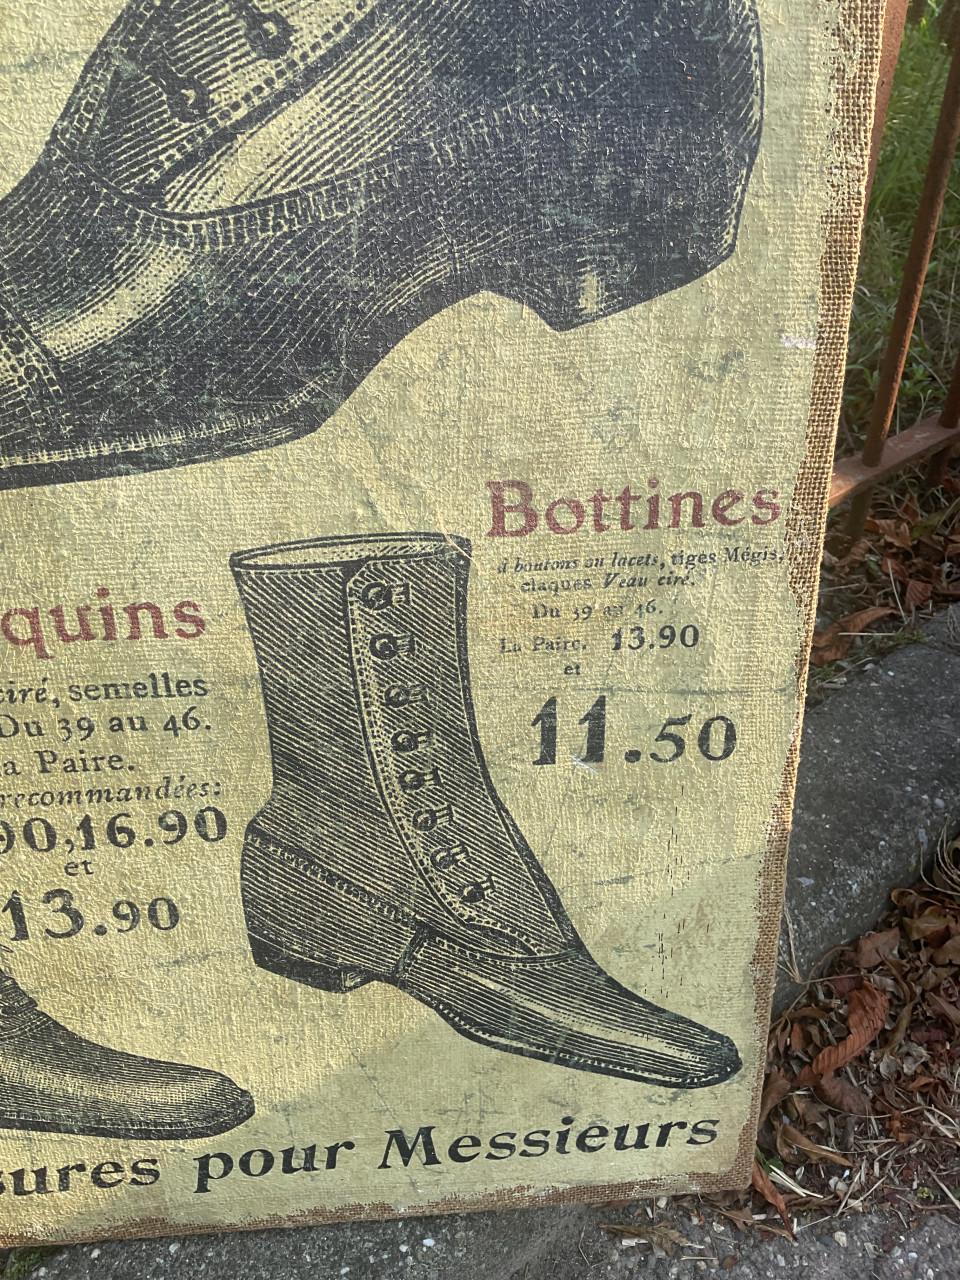 Bottines
à boutons ou lacets, tiges Mégis,
claques Veau ciré.
Du 39 au 46.
La Paire. 13.90
et
11.50
quins
ciré, semelles
Du 39 au 46.
a Paire.
recommandées:
90,16.90
et
13.90
sures pour Messieurs